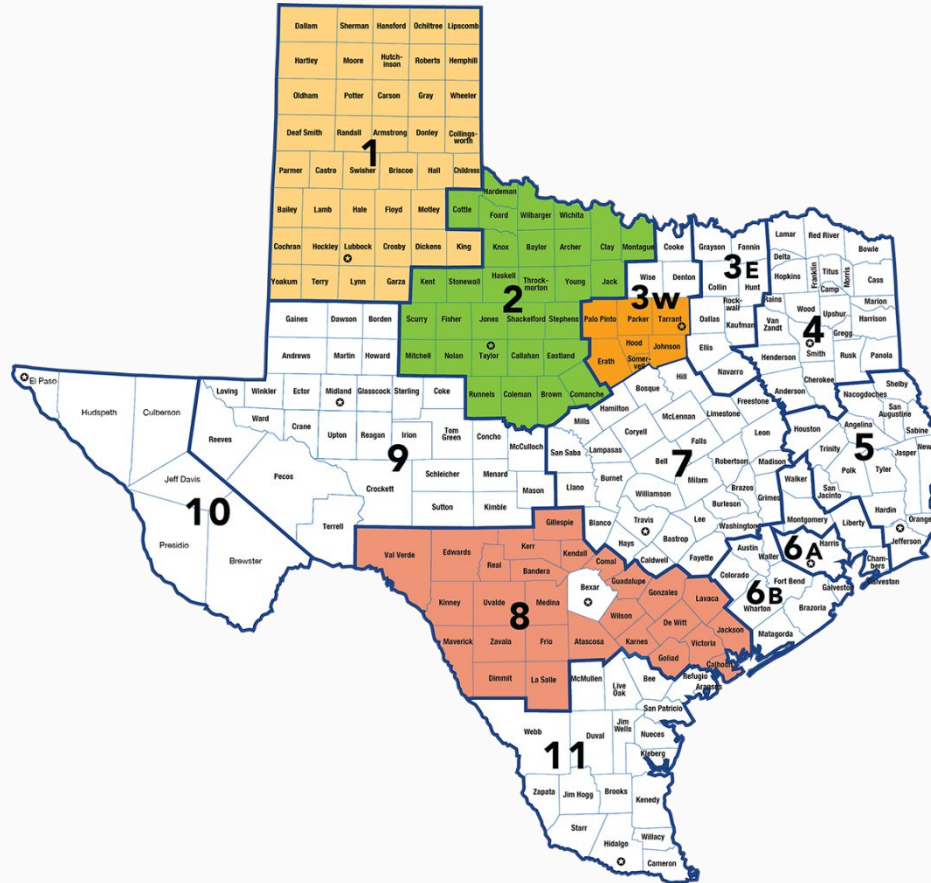 Dallam Sherman Hansford Ochiltree Lipscomb
Hartley Moore Hutch-
inson Roberts Hemphill
Oldham Potter Carson Gray Wheeler
Deaf Smith Randall Armstrong Donley Collings-
worth
1
Parmer Castro Swisher Briscoe Hall Childress
Bailey Lamb Hale Floyd Motley
Cochran Hockley Lubbock Crosby Dickens King
Yoakum Terry Lynn Garza
Hardeman
Cottle Foard Wilbarger Wichita
Knox Baylor Archer Clay Montague
Kent Stonewall Haskell Throck-
morton Young Jack
2
Scurry Fisher Jones Shackelford Stephens
Mitchell Nolan Taylor Callahan Eastland
Runnels Coleman Brown Comanche
Cooke
Wise Denton
3W
Palo Pinto Parker Tarrant
Erath Hood Johnson
Somer-
vell
Grayson Fannin
3E
Collin Hunt
Dallas Rock-
wall
Kaufman
Ellis
Navarro
Lamar Red River Bowie
Delta
Hopkins Franklin Titus Morris Cass
Camp
Rains Wood Upshur Marion
Van
Zandt 4 Gregg Harrison
Smith
Henderson Rusk Panola
Anderson Cherokee
Nacogdoches Shelby
San
Augustine
Houston Angelina Sabine
Trinity 5 Jasper New
Polk Tyler
San
Jacinto
Hardin
Liberty Orange
Jefferson
Cham-
bers
Galveston
Walker
Montgomery
6A Harris
Austin Waller
Colorado Fort Bend Galveston
6B
Wharton Brazoria
Matagorda
Bosque Hill
Hamilton McLennan Limestone Freestone
Mills Coryell Falls Leon
San Saba Lampasas Bell 7 Robertson Madison
Burnet Milam Brazos Grimes
Llano Williamson Burleson
Blanco Travis Lee Washington
Hays Bastrop
Caldwell Fayette
Gaines Dawson Borden
Andrews Martin Howard
Loving Winkler Ector Midland Glasscock Sterling Coke
Ward Crane Upton Reagan Irion Tom
Green Concho McCulloch
Reeves 9
Pecos Crockett Schleicher Menard Mason
Sutton Kimble
Terrell
El Paso
Hudspeth Culberson
Jeff Davis
10
Presidio
Brewster
Gillespie
Val Verde Edwards Kerr Kendall Comal
Real Bandera Bexar Guadalupe Gonzales Lavaca
Kinney Uvalde Medina Wilson De Witt Jackson
8
Maverick Zavala Frio Atascosa Karnes Victoria
Goliad Calhoun
Dimmit La Salle
McMullen Live
Oak Bee Refugio
Aransas
San Patricio
Webb Duval Jim
Wells Nueces
11 Kleberg
Zapata Jim Hogg Brooks Kenedy
Starr Willacy
Hidalgo
Cameron